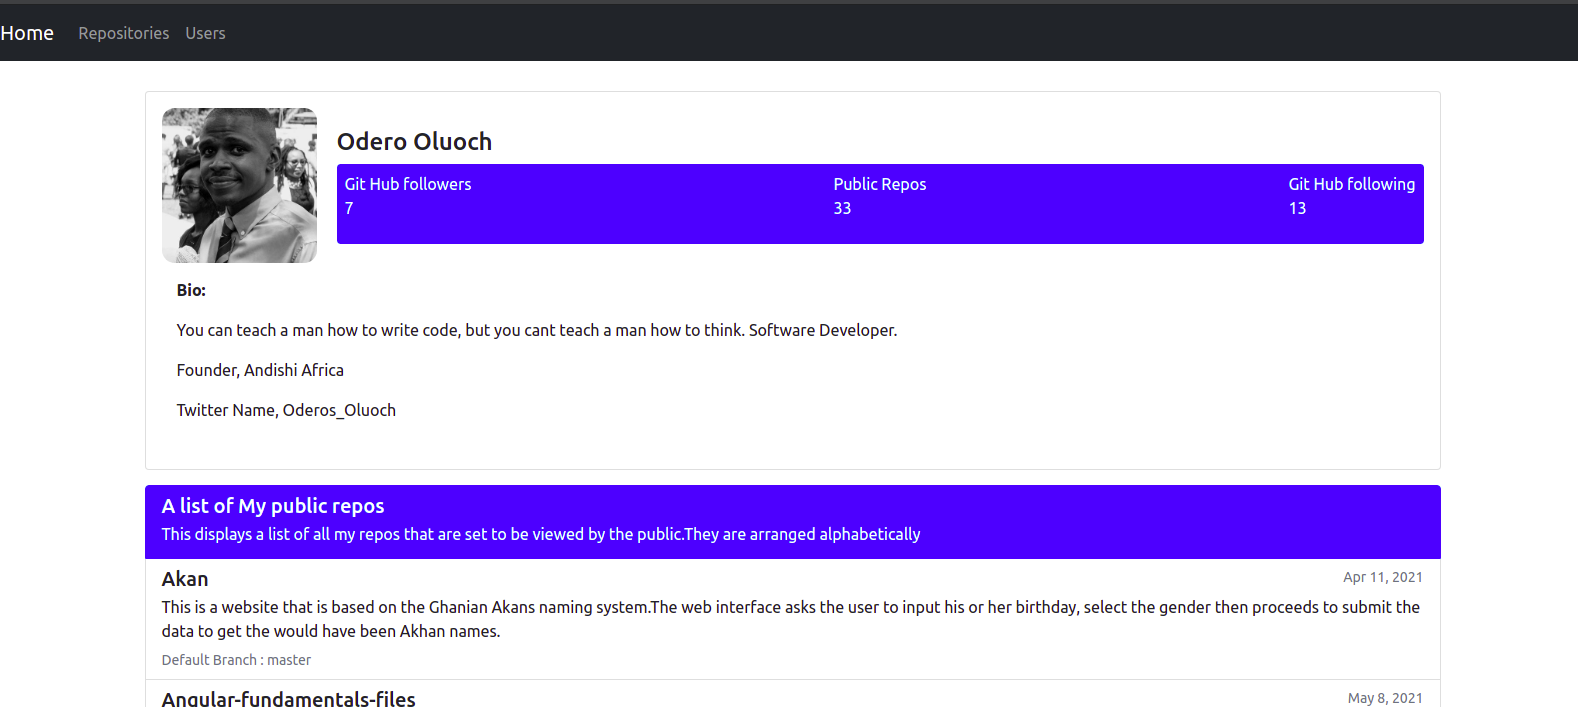 Home Repositories Users
Odero Oluoch
Git Hub followers Public Repos Git Hub following
7 33 13
Bio:
You can teach a man how to write code, but you cant teach a man how to think. Software Developer.
Founder, Andishi Africa
Twitter Name, Oderos_Oluoch
A list of My public repos
This displays a list of all my repos that are set to be viewed by the public.They are arranged alphabetically
Akan Apr 11, 2021
This is a website that is based on the Ghanian Akans naming system.The web interface asks the user to input his or her birthday, select the gender then proceeds to submit the
data to get the would have been Akhan names.
Default Branch : master
Angular-fundamentals-files May 8, 2021